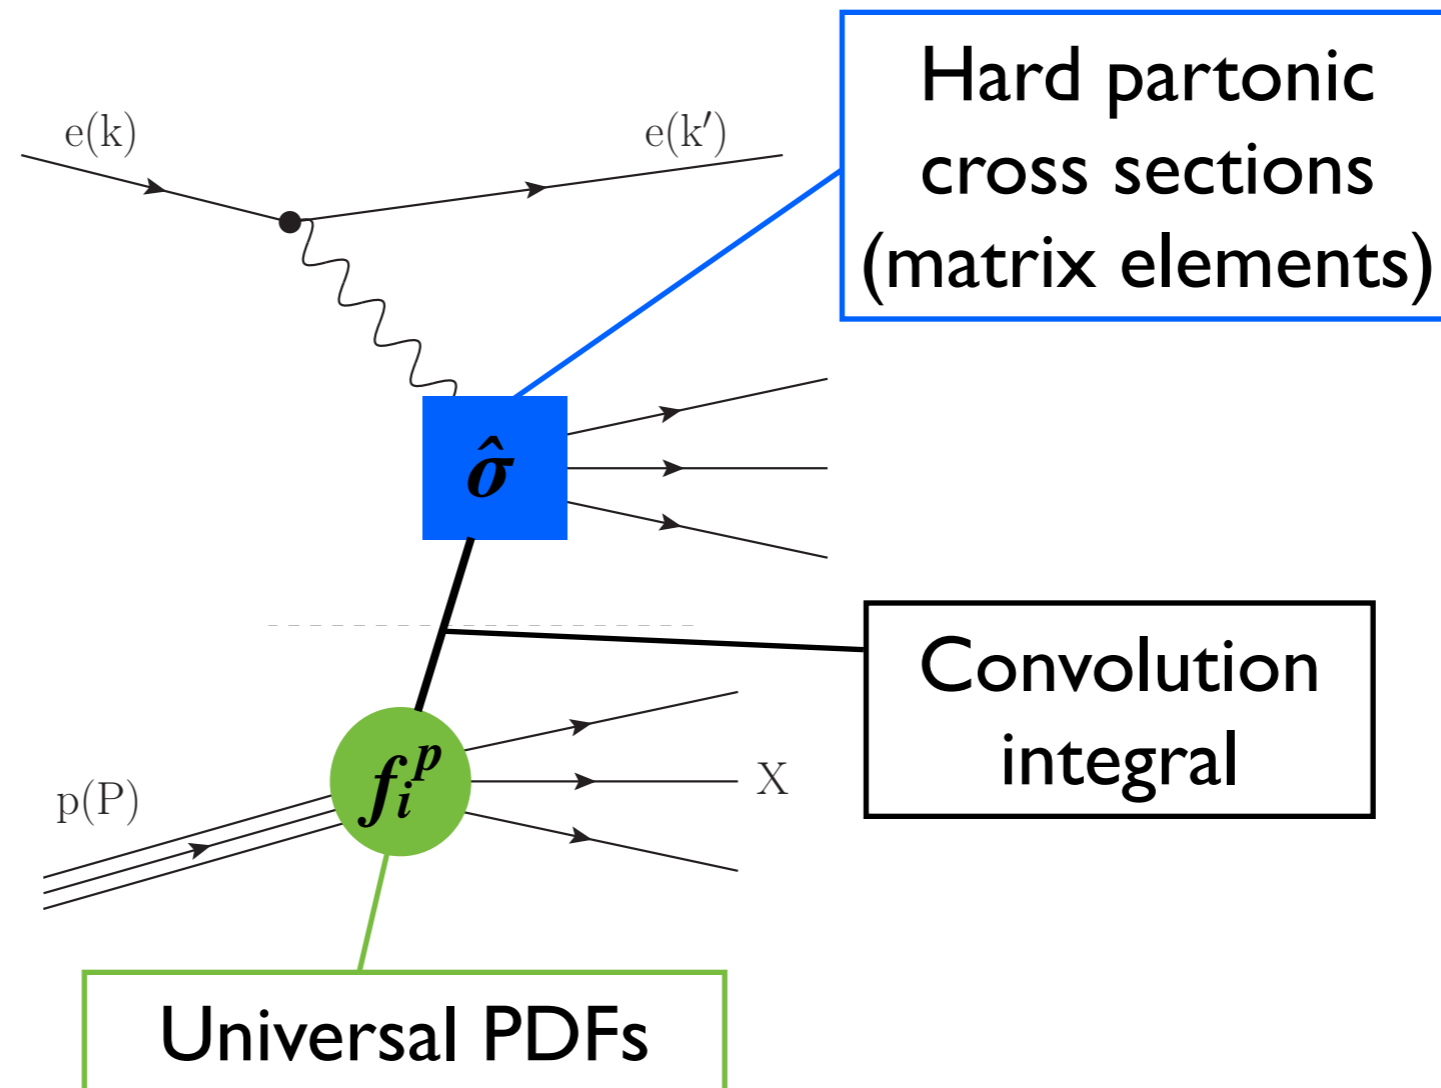 Hard partonic
cross sections
(matrix elements)
e(k)
e(k′)
σ̂
Convolution
integral
f_i^p
X
p(P)
Universal PDFs